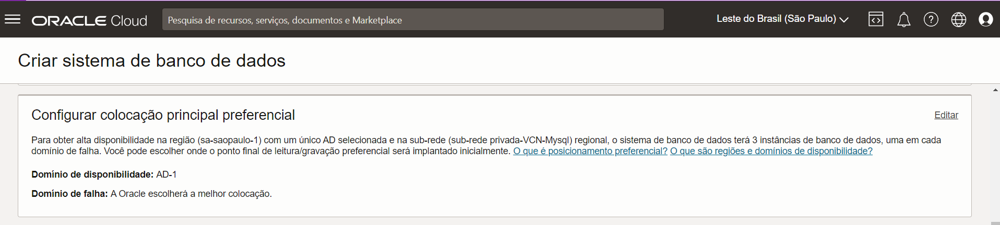 ORACLE Cloud
Pesquisa de recursos, serviços, documentos e Marketplace
Leste do Brasil (São Paulo)
Criar sistema de banco de dados
Configurar colocação principal preferencial
Editar
Para obter alta disponibilidade na região (sa-saopaulo-1) com um único AD selecionada e na sub-rede (sub-rede privada-VCN-Mysql) regional, o sistema de banco de dados terá 3 instâncias de banco de dados, uma em cada
domínio de falha. Você pode escolher onde o ponto final de leitura/gravação preferencial será implantado inicialmente. O que é posicionamento preferencial? O que são regiões e domínios de disponibilidade?
Domínio de disponibilidade: AD-1
Domínio de falha: A Oracle escolherá a melhor colocação.